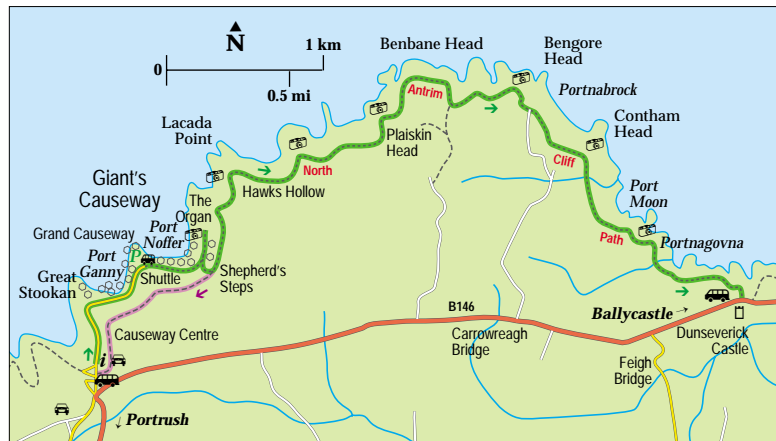 N
0
1 km
0.5 mi
Benbane Head
Bengore
Head
Portnabrock
Antrim
Contham
Head
Lacada
Point
Plaiskin
Head
Cliff
North
Hawks Hollow
Giant's
Causeway
The
Organ
Port
Moon
Grand Causeway
Port
Noffer
Path
Portnagovna
P
Port
Ganny
Great
Stookan
Shuttle
Shepherd's
Steps
B146
Ballycastle →
Causeway Centre
Carrowreagh
Bridge
Dunseverick
Castle
i
Feigh
Bridge
↓ Portrush